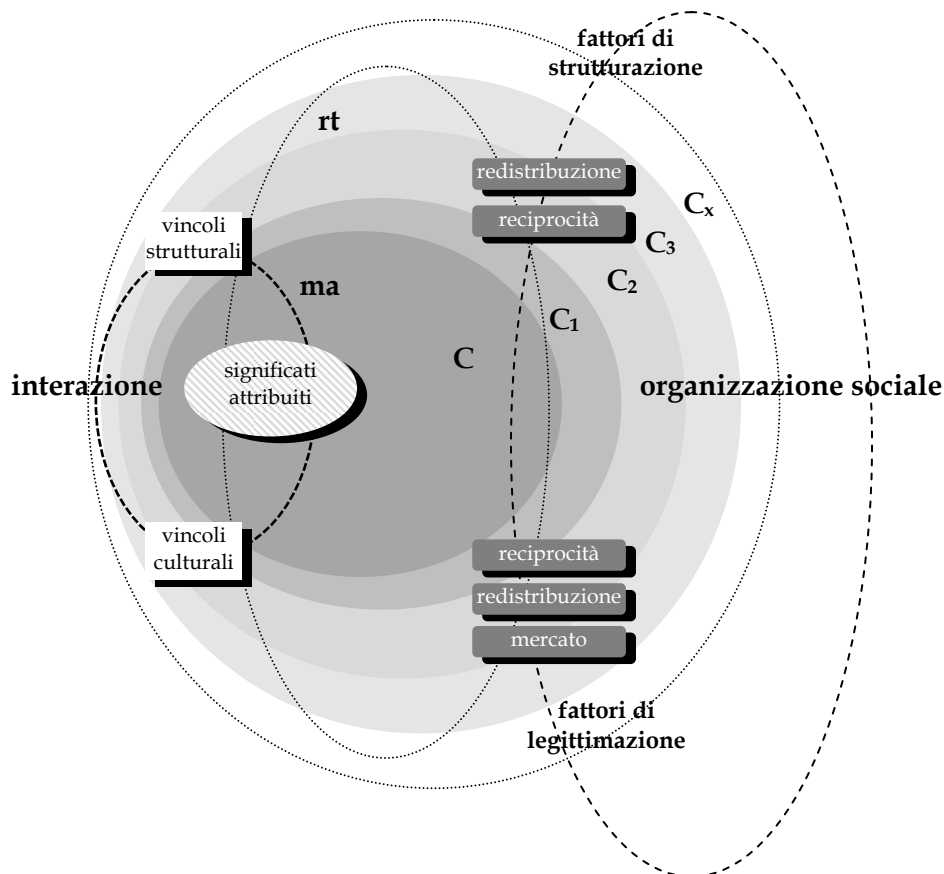 fattori di
strutturazione
rt
redistribuzione
reciprocità
Cx
C3
C2
C1
C
vincoli
strutturali
ma
significati
attribuiti
interazione
organizzazione sociale
vincoli
culturali
reciprocità
redistribuzione
mercato
fattori di
legittimazione